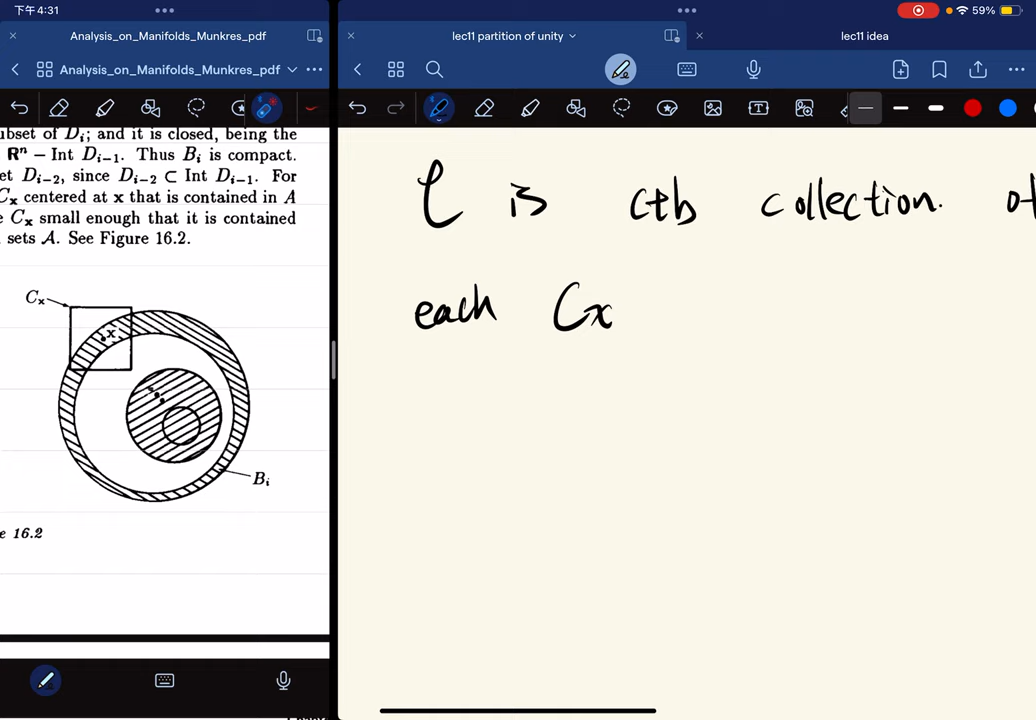 下午4:31
59%
Analysis_on_Manifolds_Munkres_pdf
lec11 partition of unity
lec11 idea
Analysis_on_Manifolds_Munkres_pdf
ubset of Dᵢ; and it is closed, being the
Rⁿ − Int Dᵢ₋₁. Thus Bᵢ is compact.
et Dᵢ₋₂, since Dᵢ₋₂ ⊂ Int Dᵢ₋₁. For
Cₓ centered at x that is contained in A
e Cₓ small enough that it is contained
sets 𝒜. See Figure 16.2.
Cₓ
x
Bᵢ
e 16.2
𝒞 is ctb collection of
each Cx